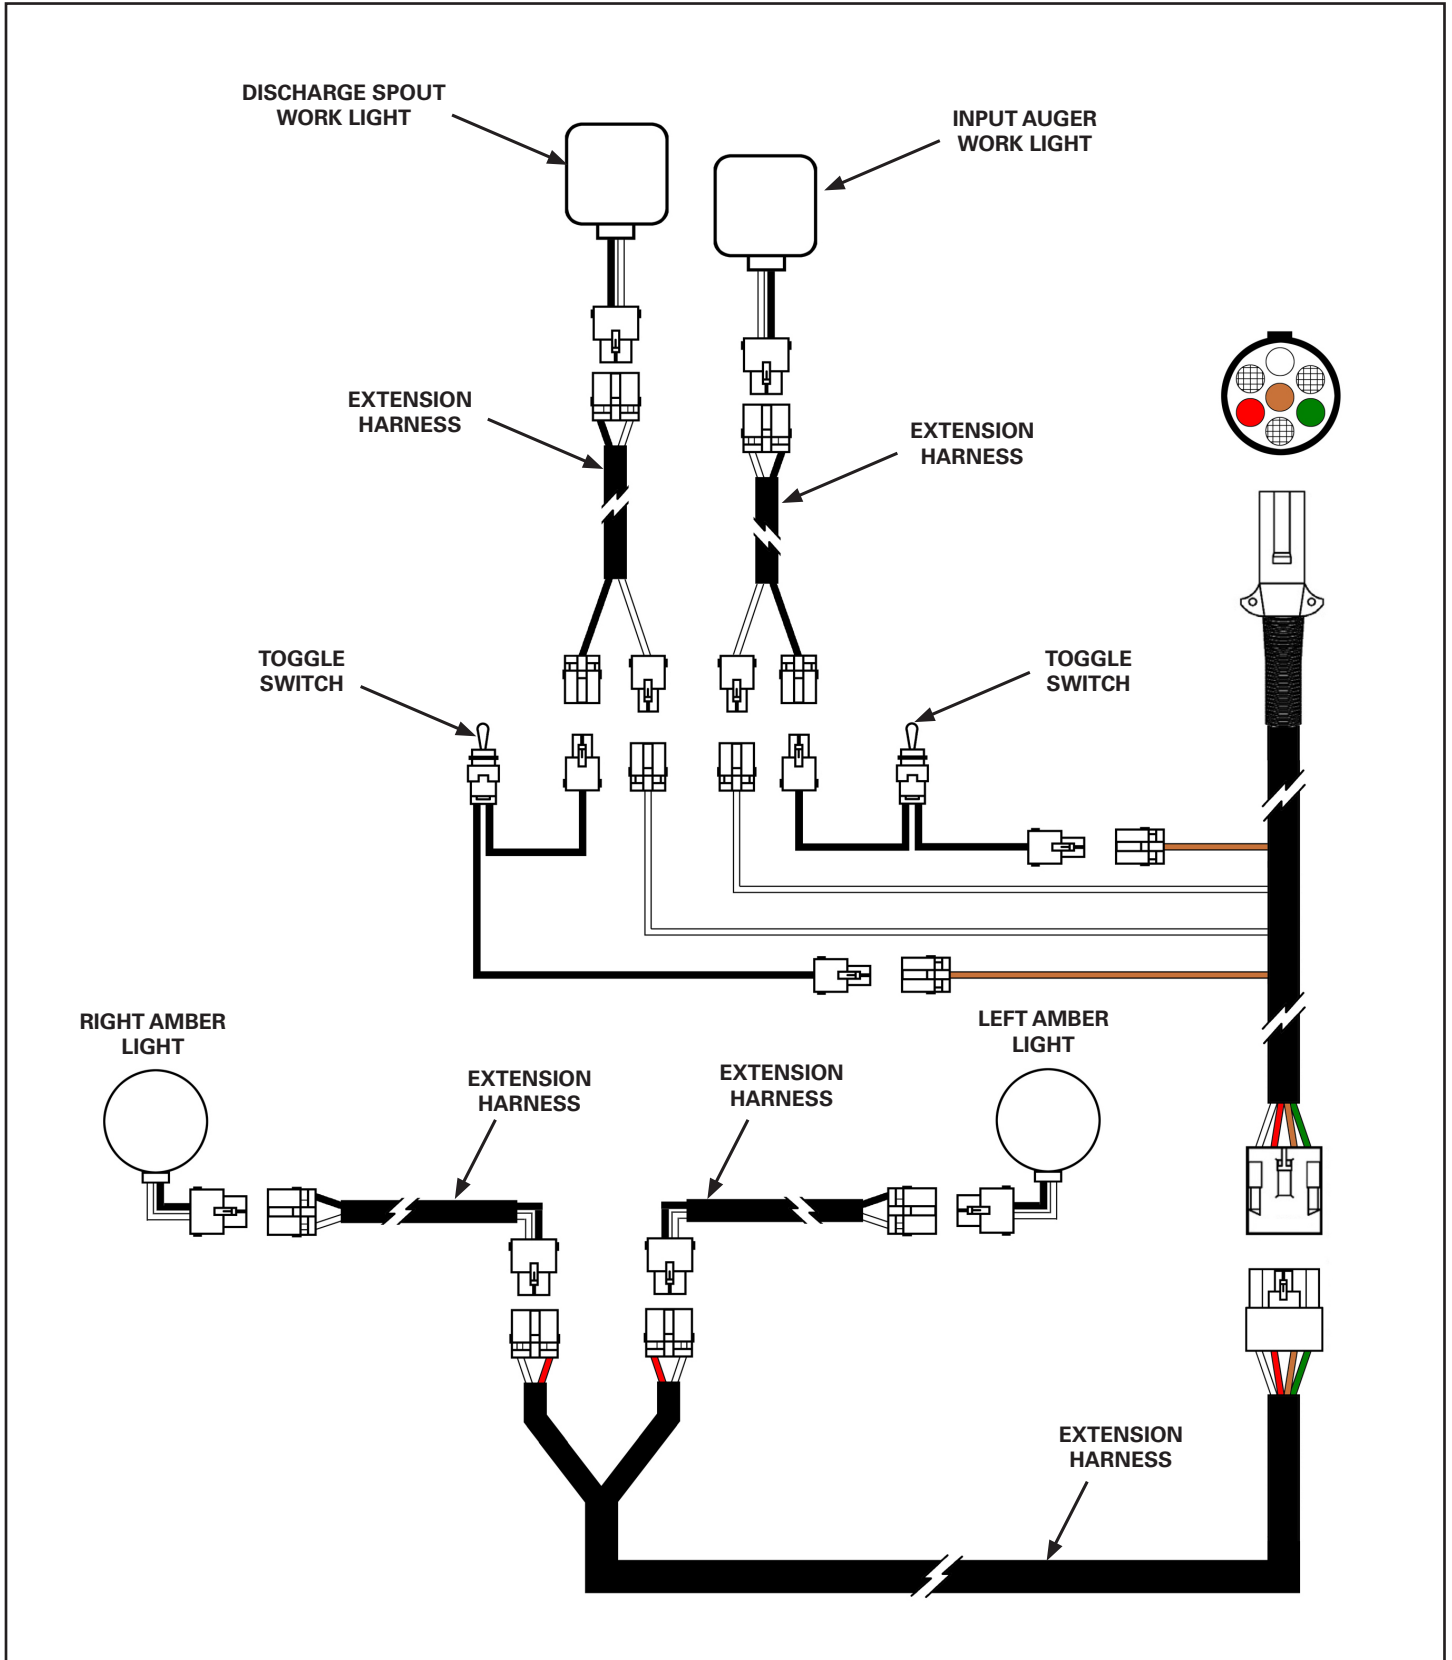 DISCHARGE SPOUT
WORK LIGHT
INPUT AUGER
WORK LIGHT
EXTENSION
HARNESS
EXTENSION
HARNESS
TOGGLE
SWITCH
TOGGLE
SWITCH
RIGHT AMBER
LIGHT
LEFT AMBER
LIGHT
EXTENSION
HARNESS
EXTENSION
HARNESS
EXTENSION
HARNESS